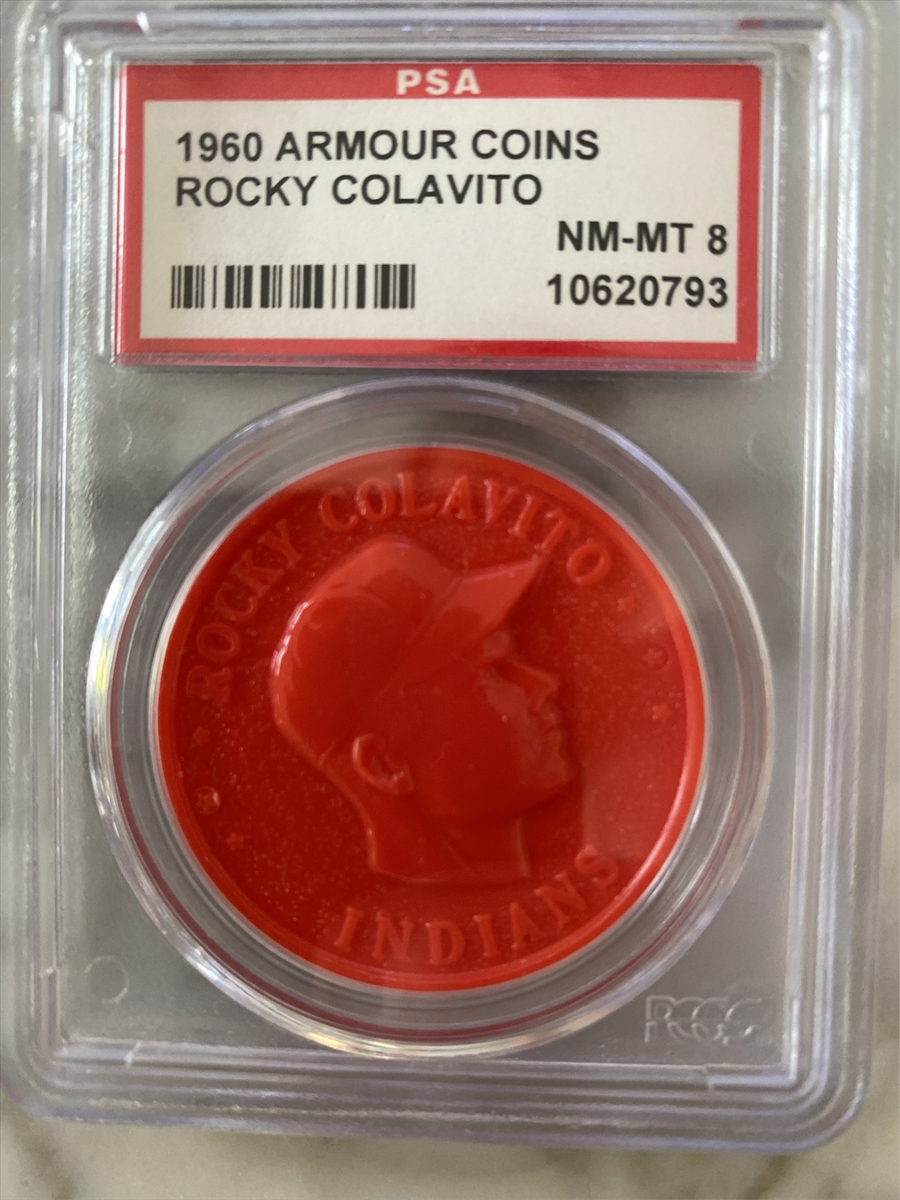 PSA
1960 ARMOUR COINS
ROCKY COLAVITO
NM-MT 8
10620793
ROCKY COLAVITO
INDIANS
PCGS